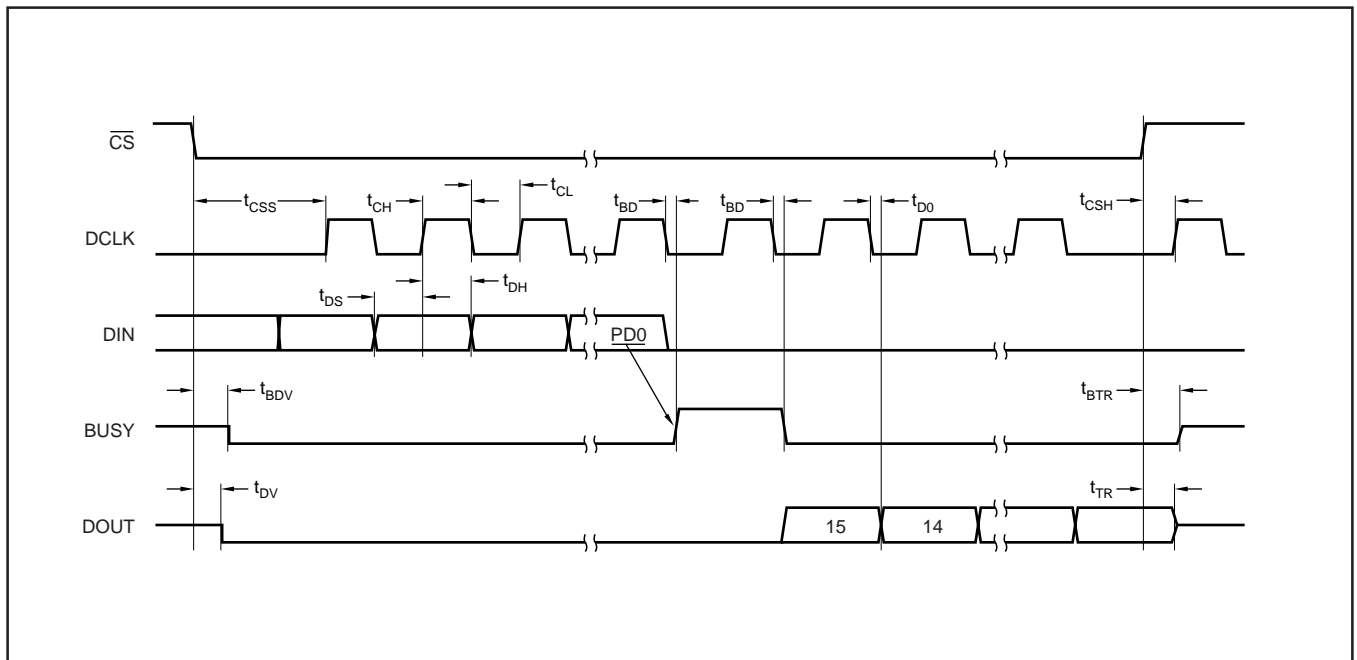 CS
tCSS
tCH
tCL
tBD
tBD
tD0
tCSH
DCLK
tDS
tDH
DIN
PD0
tBDV
tBTR
BUSY
tDV
tTR
DOUT
15
14